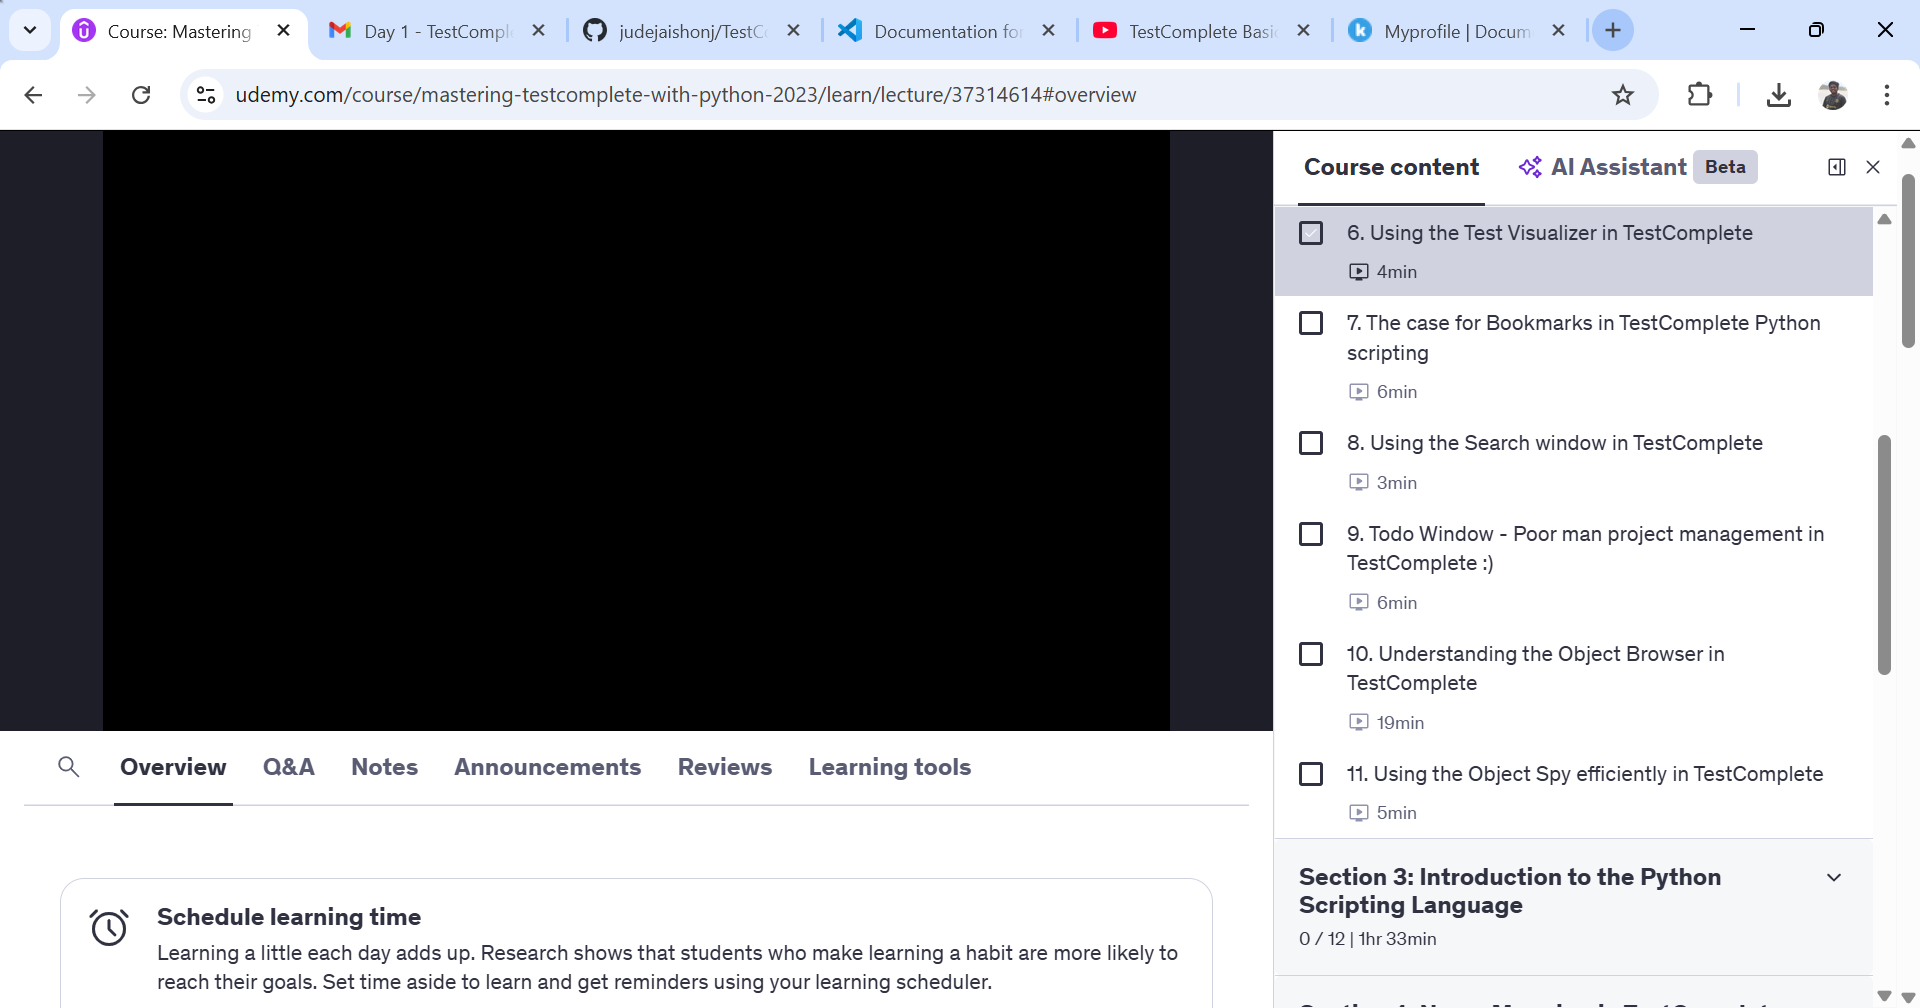 Course: Mastering
Day 1 - TestComple
judejaishonj/TestCo
Documentation for
TestComplete Basic
Myprofile | Docum
udemy.com/course/mastering-testcomplete-with-python-2023/learn/lecture/37314614#overview
Course content
AI Assistant
Beta
6. Using the Test Visualizer in TestComplete
4min
7. The case for Bookmarks in TestComplete Python
scripting
6min
8. Using the Search window in TestComplete
3min
9. Todo Window - Poor man project management in
TestComplete :)
6min
10. Understanding the Object Browser in
TestComplete
19min
11. Using the Object Spy efficiently in TestComplete
5min
Section 3: Introduction to the Python
Scripting Language
0 / 12 | 1hr 33min
Overview
Q&A
Notes
Announcements
Reviews
Learning tools
Schedule learning time
Learning a little each day adds up. Research shows that students who make learning a habit are more likely to
reach their goals. Set time aside to learn and get reminders using your learning scheduler.